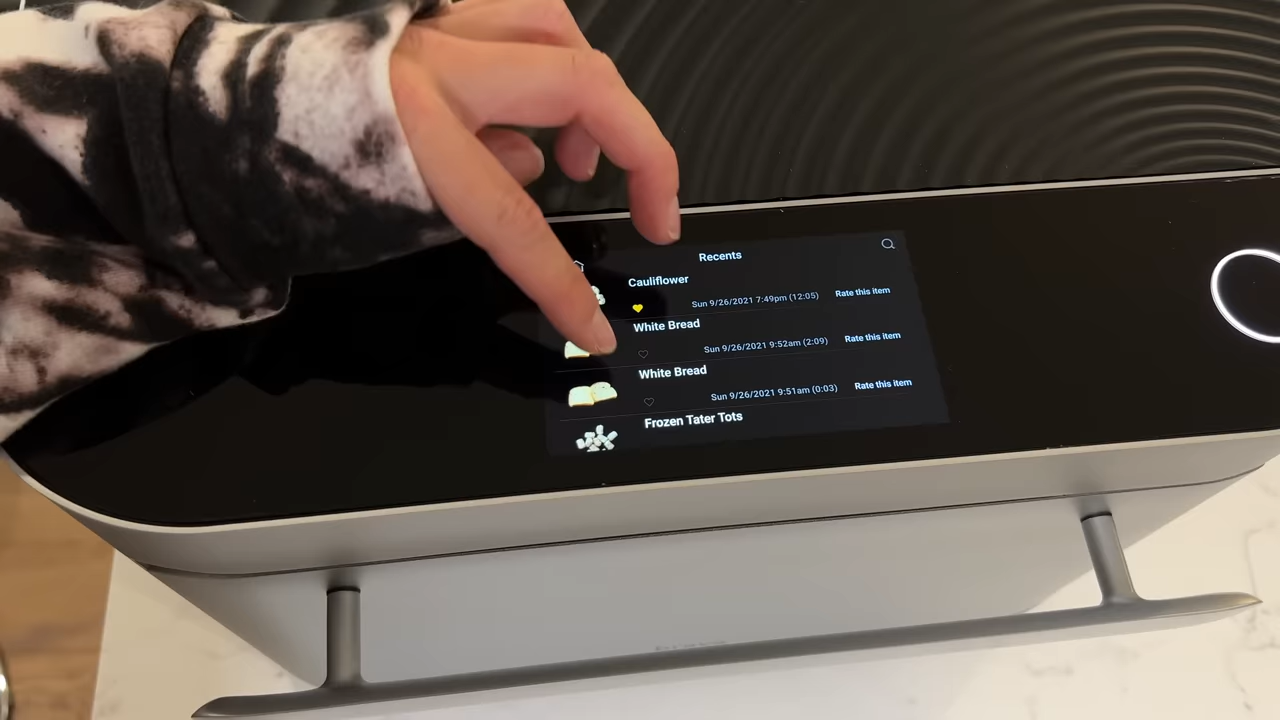 Recents
Cauliflower
Sun 9/26/2021 7:49pm (12:05) Rate this item
White Bread
Sun 9/26/2021 9:52am (2:09) Rate this item
White Bread
Sun 9/26/2021 9:51am (0:03) Rate this item
Frozen Tater Tots